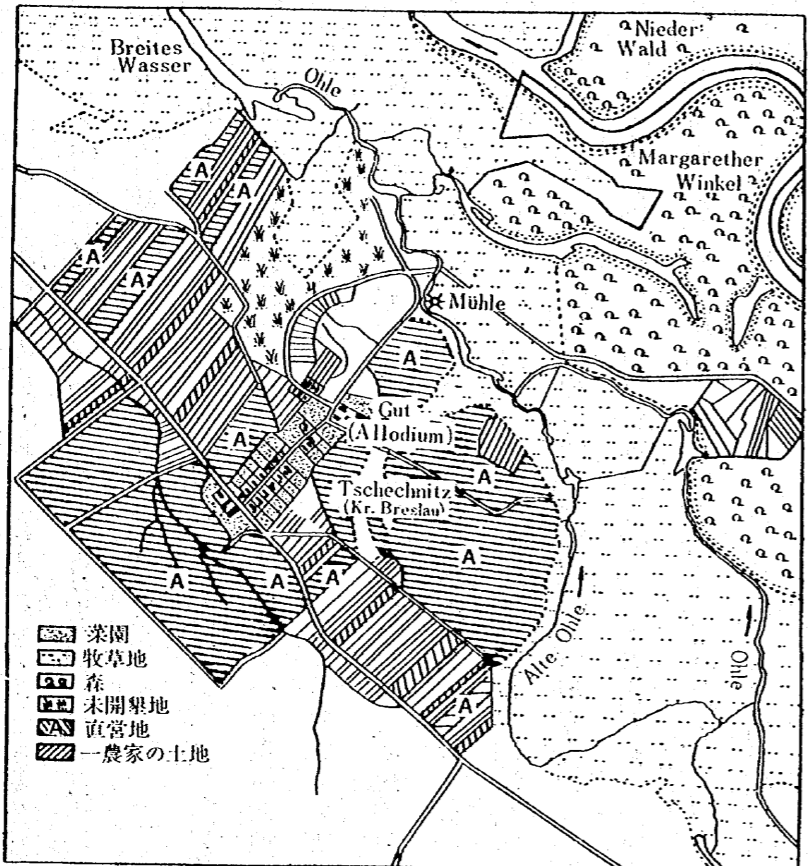 Nieder
Wald
Breites
Wasser
Ohle
Margarether
Winkel
A
A
A
A
Mühle
A
Gut
(Allodium)
A
A
Tschechnitz
(Kr. Breslau)
A
A
A
A
A
Alte Ohle
Ohle
菜園
牧草地
森
未開墾地
A 直営地
一農家の土地